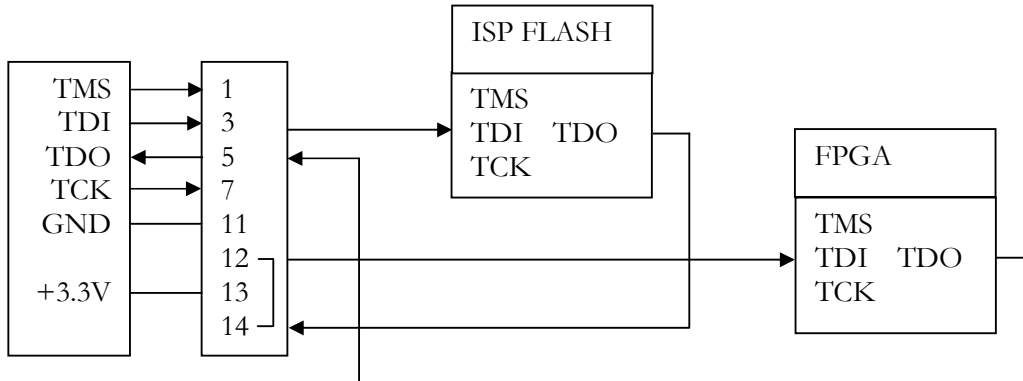 ISP FLASH
TMS
TDI
TDO
TCK
GND
+3.3V
1
3
5
7
11
12
13
14
TMS
TDI TDO
TCK
FPGA
TMS
TDI TDO
TCK